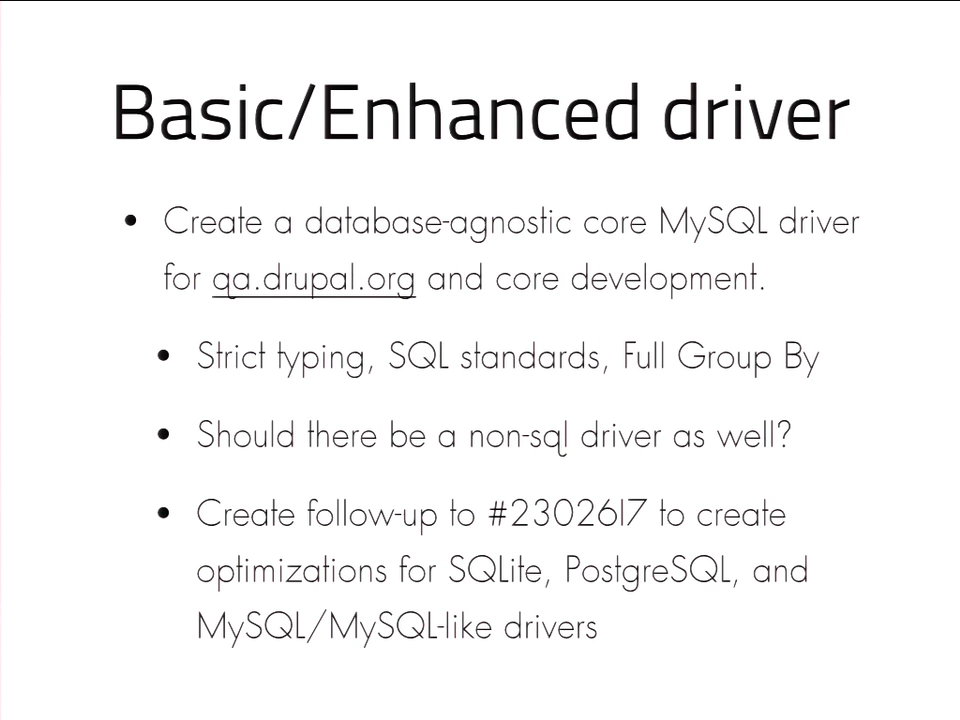 Basic/Enhanced driver
• Create a database-agnostic core MySQL driver
for qa.drupal.org and core development.
• Strict typing, SQL standards, Full Group By
• Should there be a non-sql driver as well?
• Create follow-up to #2302617 to create
optimizations for SQLite, PostgreSQL, and
MySQL/MySQL-like drivers